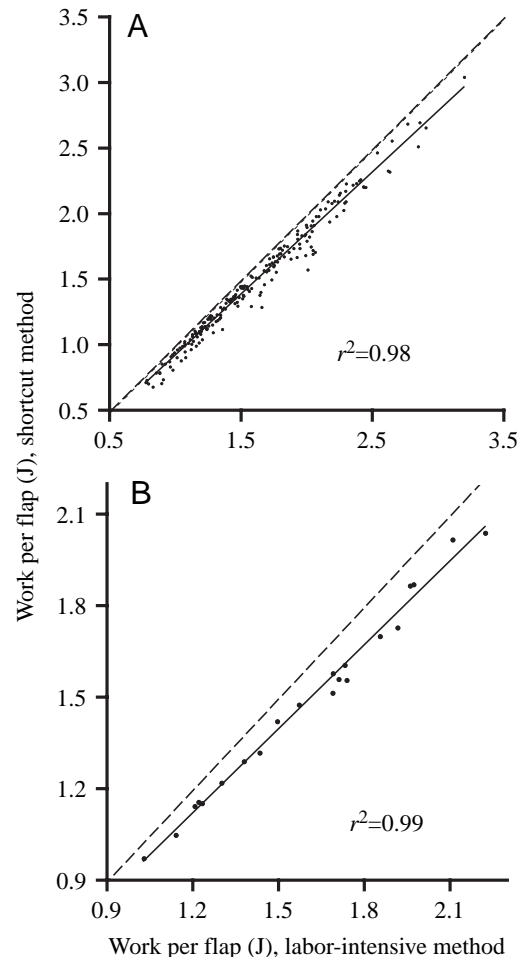 A
3.5
3.0
2.5
2.0
1.5
1.0
0.5
r²=0.98
0.5 1.5 2.5 3.5
Work per flap (J), shortcut method
B
2.1
1.8
1.5
1.2
0.9
r²=0.99
0.9 1.2 1.5 1.8 2.1
Work per flap (J), labor-intensive method